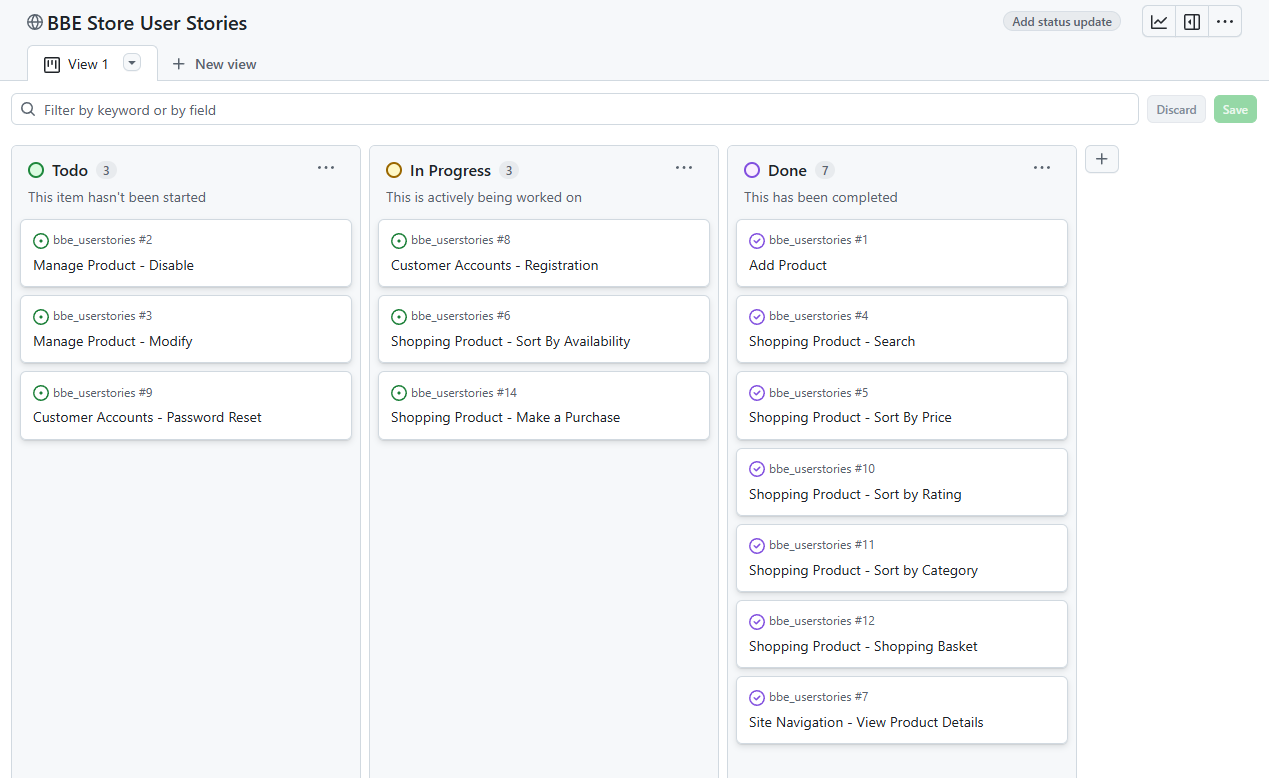 BBE Store User Stories
Add status update
View 1
New view
Filter by keyword or by field
Discard
Save
Todo 3
This item hasn't been started
bbe_userstories #2
Manage Product - Disable
bbe_userstories #3
Manage Product - Modify
bbe_userstories #9
Customer Accounts - Password Reset
In Progress 3
This is actively being worked on
bbe_userstories #8
Customer Accounts - Registration
bbe_userstories #6
Shopping Product - Sort By Availability
bbe_userstories #14
Shopping Product - Make a Purchase
Done 7
This has been completed
bbe_userstories #1
Add Product
bbe_userstories #4
Shopping Product - Search
bbe_userstories #5
Shopping Product - Sort By Price
bbe_userstories #10
Shopping Product - Sort by Rating
bbe_userstories #11
Shopping Product - Sort by Category
bbe_userstories #12
Shopping Product - Shopping Basket
bbe_userstories #7
Site Navigation - View Product Details